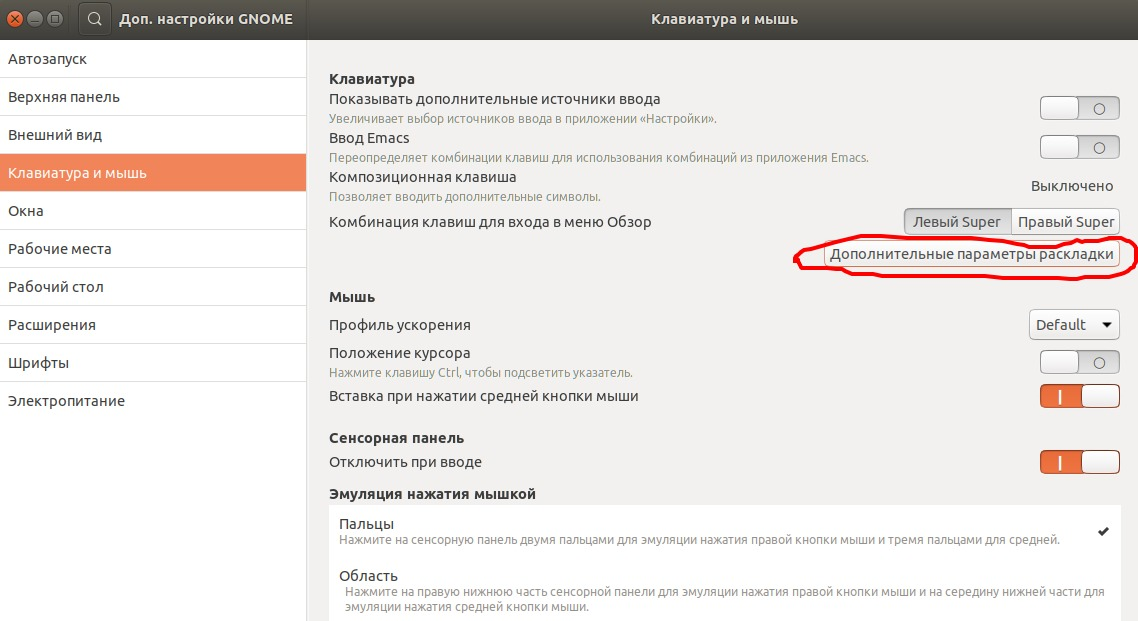 Доп. настройки GNOME
Клавиатура и мышь
Автозапуск
Верхняя панель
Внешний вид
Клавиатура и мышь
Окна
Рабочие места
Рабочий стол
Расширения
Шрифты
Электропитание
Клавиатура
Показывать дополнительные источники ввода
Увеличивает выбор источников ввода в приложении «Настройки».
Ввод Emacs
Переопределяет комбинации клавиш для использования комбинаций из приложения Emacs.
Композиционная клавиша
Выключено
Позволяет вводить дополнительные символы.
Комбинация клавиш для входа в меню Обзор
Левый Super Правый Super
Дополнительные параметры раскладки
Мышь
Профиль ускорения
Default
Положение курсора
Нажмите клавишу Ctrl, чтобы подсветить указатель.
Вставка при нажатии средней кнопки мыши
Сенсорная панель
Отключить при вводе
Эмуляция нажатия мышкой
Пальцы
Нажмите на сенсорную панель двумя пальцами для эмуляции нажатия правой кнопки мыши и тремя пальцами для средней.
Область
Нажмите на правую нижнюю часть сенсорной панели для эмуляции нажатия правой кнопки мыши и на середину нижней части для
эмуляции нажатия средней кнопки мыши.